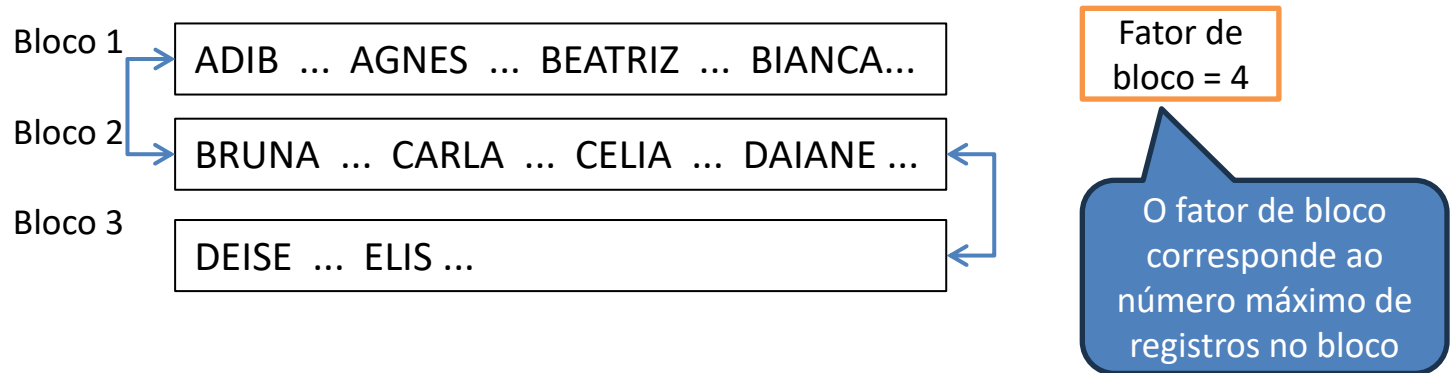 Bloco 1
ADIB ... AGNES ... BEATRIZ ... BIANCA...
Bloco 2
BRUNA ... CARLA ... CELIA ... DAIANE ...
Bloco 3
DEISE ... ELIS ...
Fator de
bloco = 4
O fator de bloco
corresponde ao
número máximo de
registros no bloco